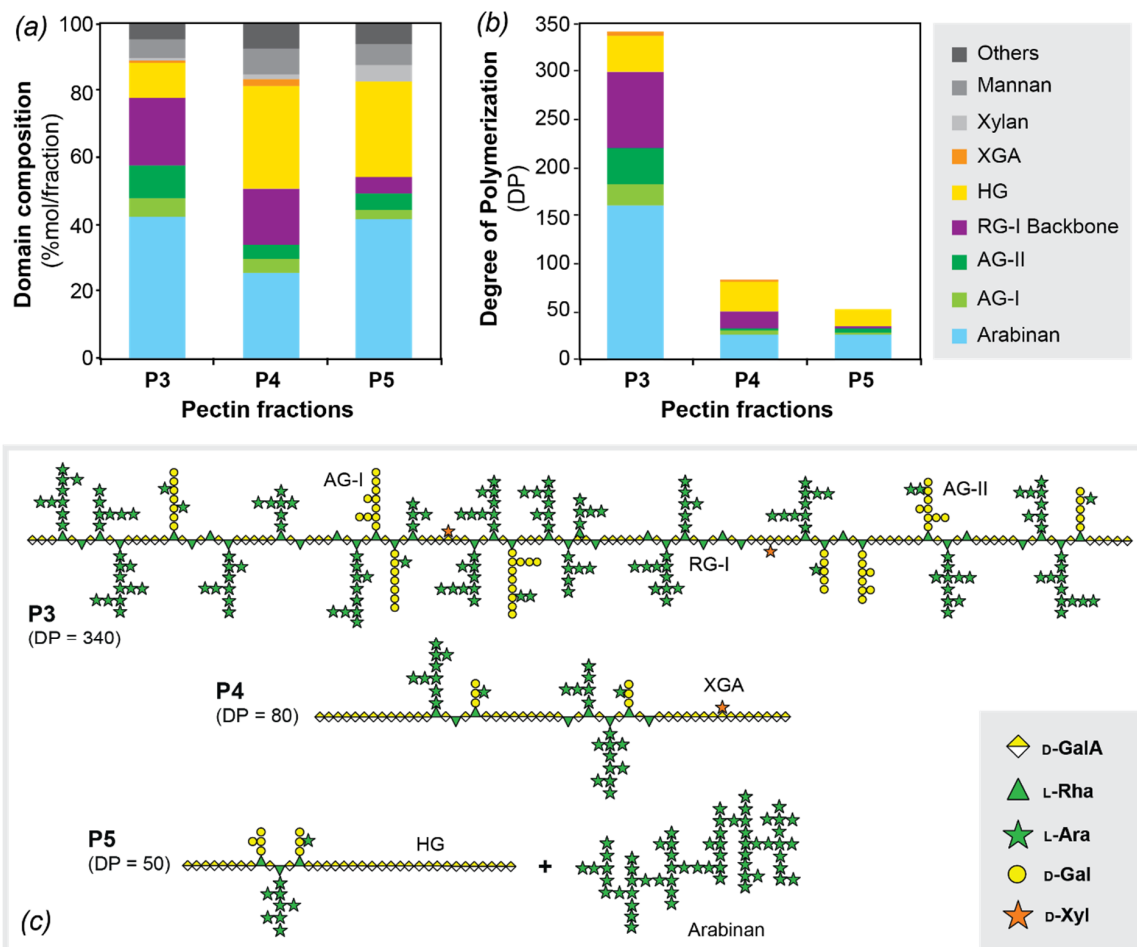 (a)
Domain composition
(%mol/fraction)
100
80
60
40
20
0
P3
P4
P5
Pectin fractions
(b)
Degree of Polymerization
(DP)
350
300
250
200
150
100
50
0
P3
P4
P5
Pectin fractions
Others
Mannan
Xylan
XGA
HG
RG-I Backbone
AG-II
AG-I
Arabinan
AG-I
AG-II
RG-I
P3
(DP = 340)
P4
(DP = 80)
XGA
P5
(DP = 50)
HG
+
Arabinan
(c)
D-GalA
L-Rha
L-Ara
D-Gal
D-Xyl